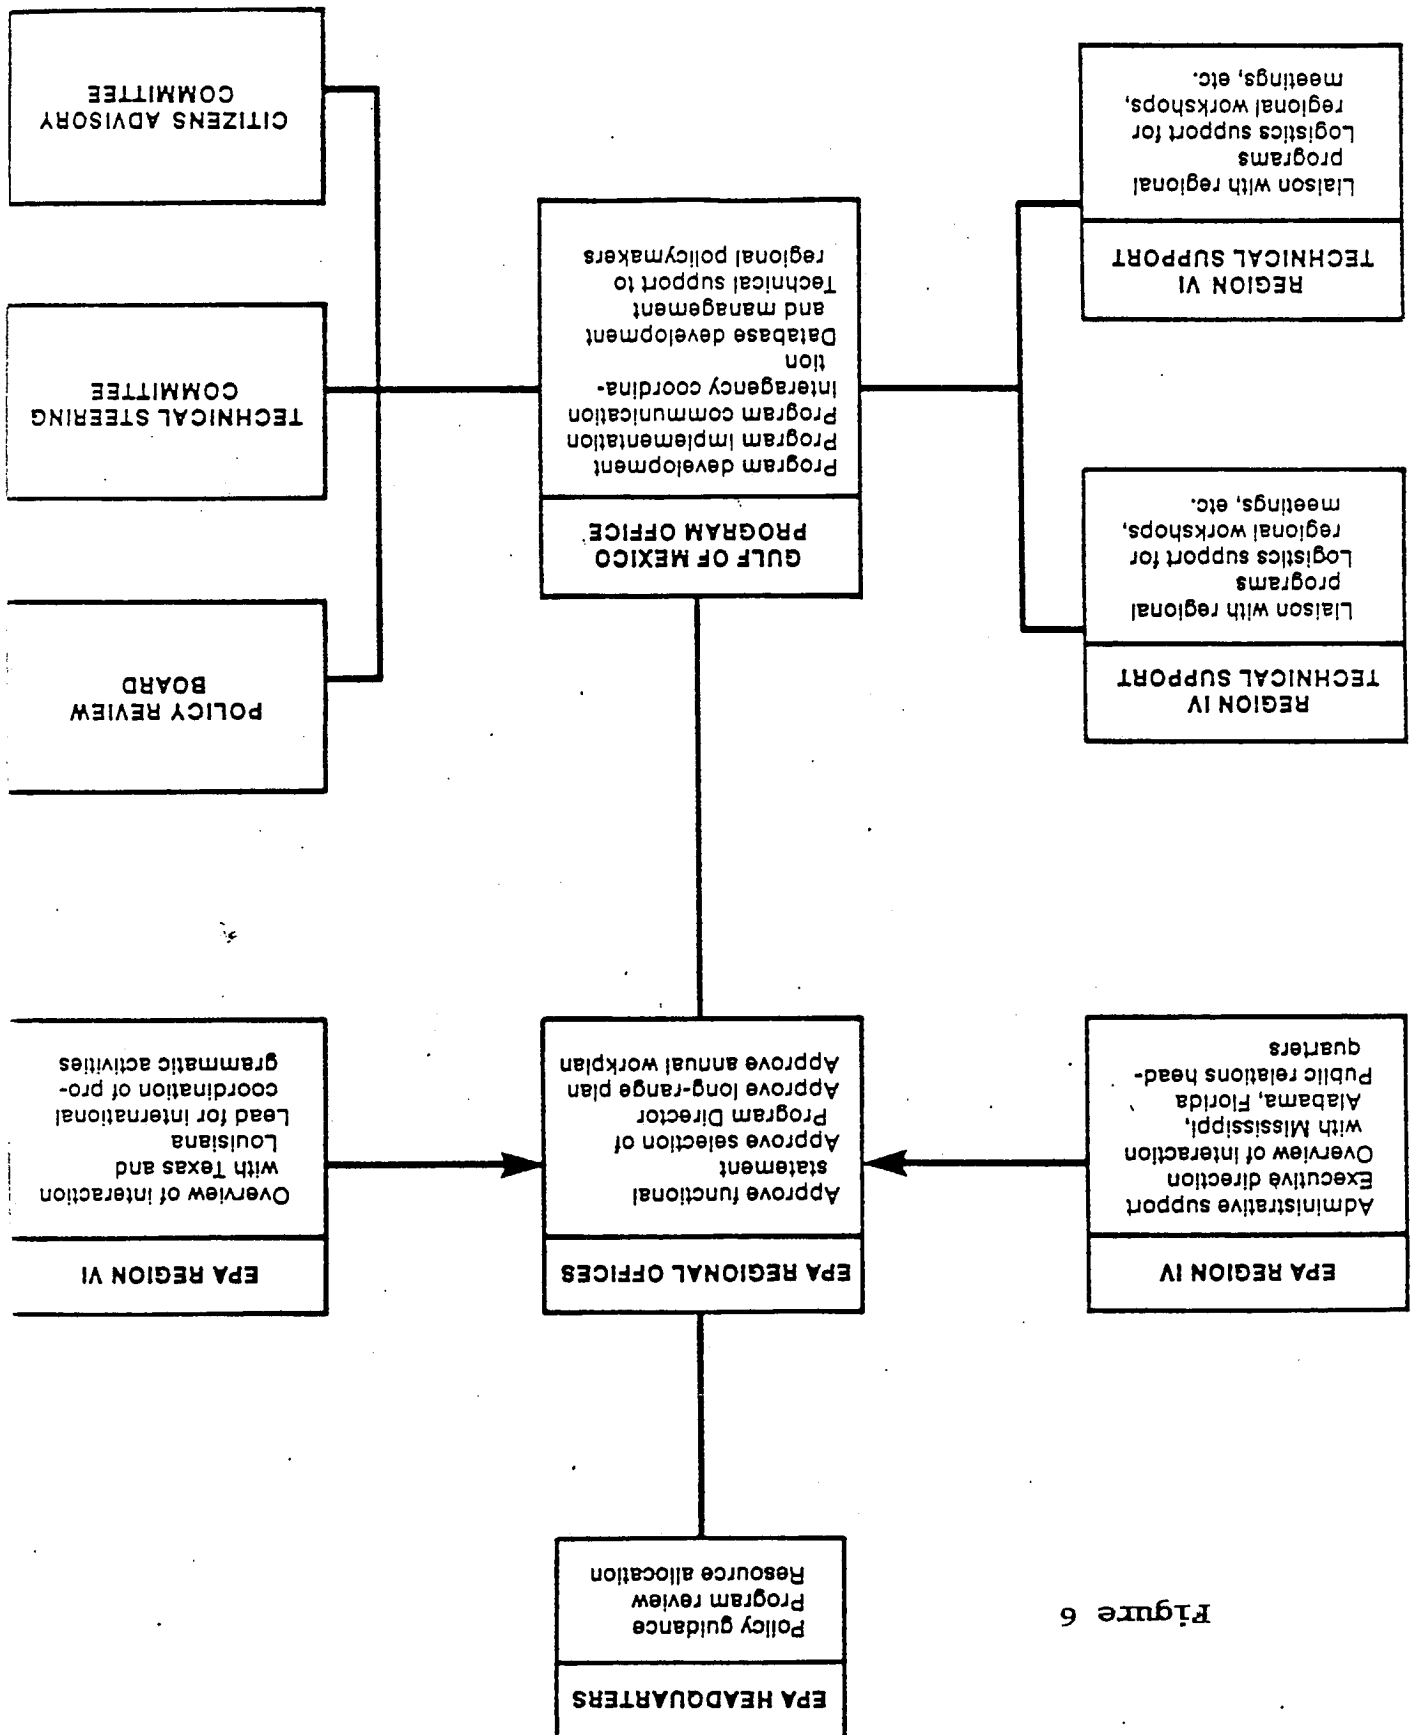 EPA HEADQUARTERS
Policy guidance
Program review
Resource allocation
Figure 6
EPA REGION IV
Administrative support
Executive direction
Overview of interaction
with Mississippi,
Alabama, Florida
Public relations head-
quarters
EPA REGIONAL OFFICES
Approve functional
statement
Approve selection of
Program Director
Approve long-range plan
Approve annual workplan
EPA REGION VI
Overview of interaction
with Texas and
Louisiana
Lead for international
coordination of pro-
grammatic activities
REGION IV
TECHNICAL SUPPORT
Liaison with regional
programs
Logistics support for
regional workshops,
meetings, etc.
REGION VI
TECHNICAL SUPPORT
Liaison with regional
programs
Logistics support for
regional workshops,
meetings, etc.
GULF OF MEXICO
PROGRAM OFFICE
Program development
Program implementation
Program communication
Interagency coordina-
tion
Database development
and management
Technical support to
regional policymakers
POLICY REVIEW
BOARD
TECHNICAL STEERING
COMMITTEE
CITIZENS ADVISORY
COMMITTEE